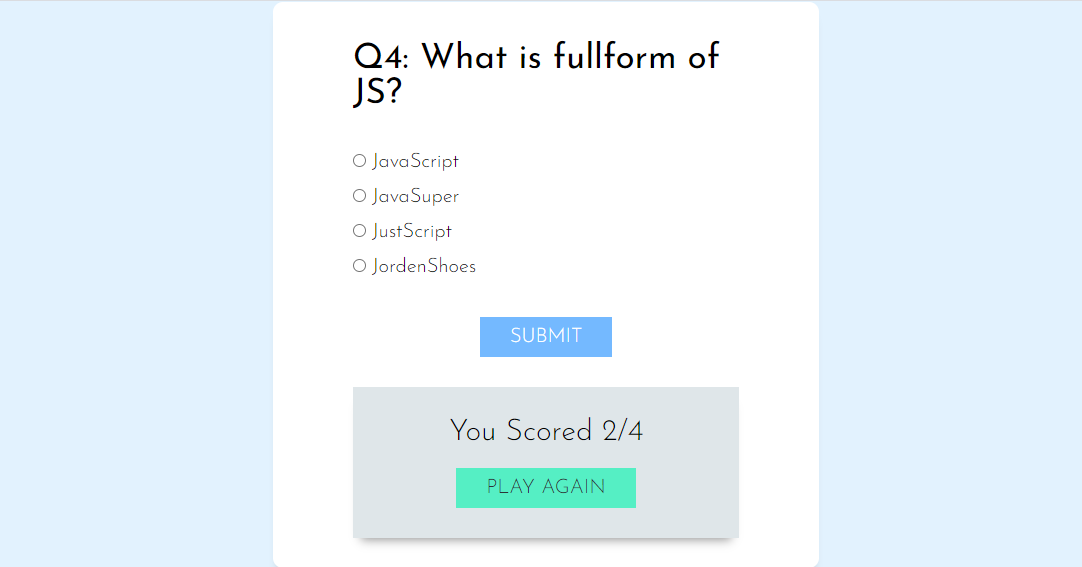 Q4: What is fullform of
JS?
JavaScript
JavaSuper
JustScript
JordenShoes
SUBMIT
You Scored 2/4
PLAY AGAIN